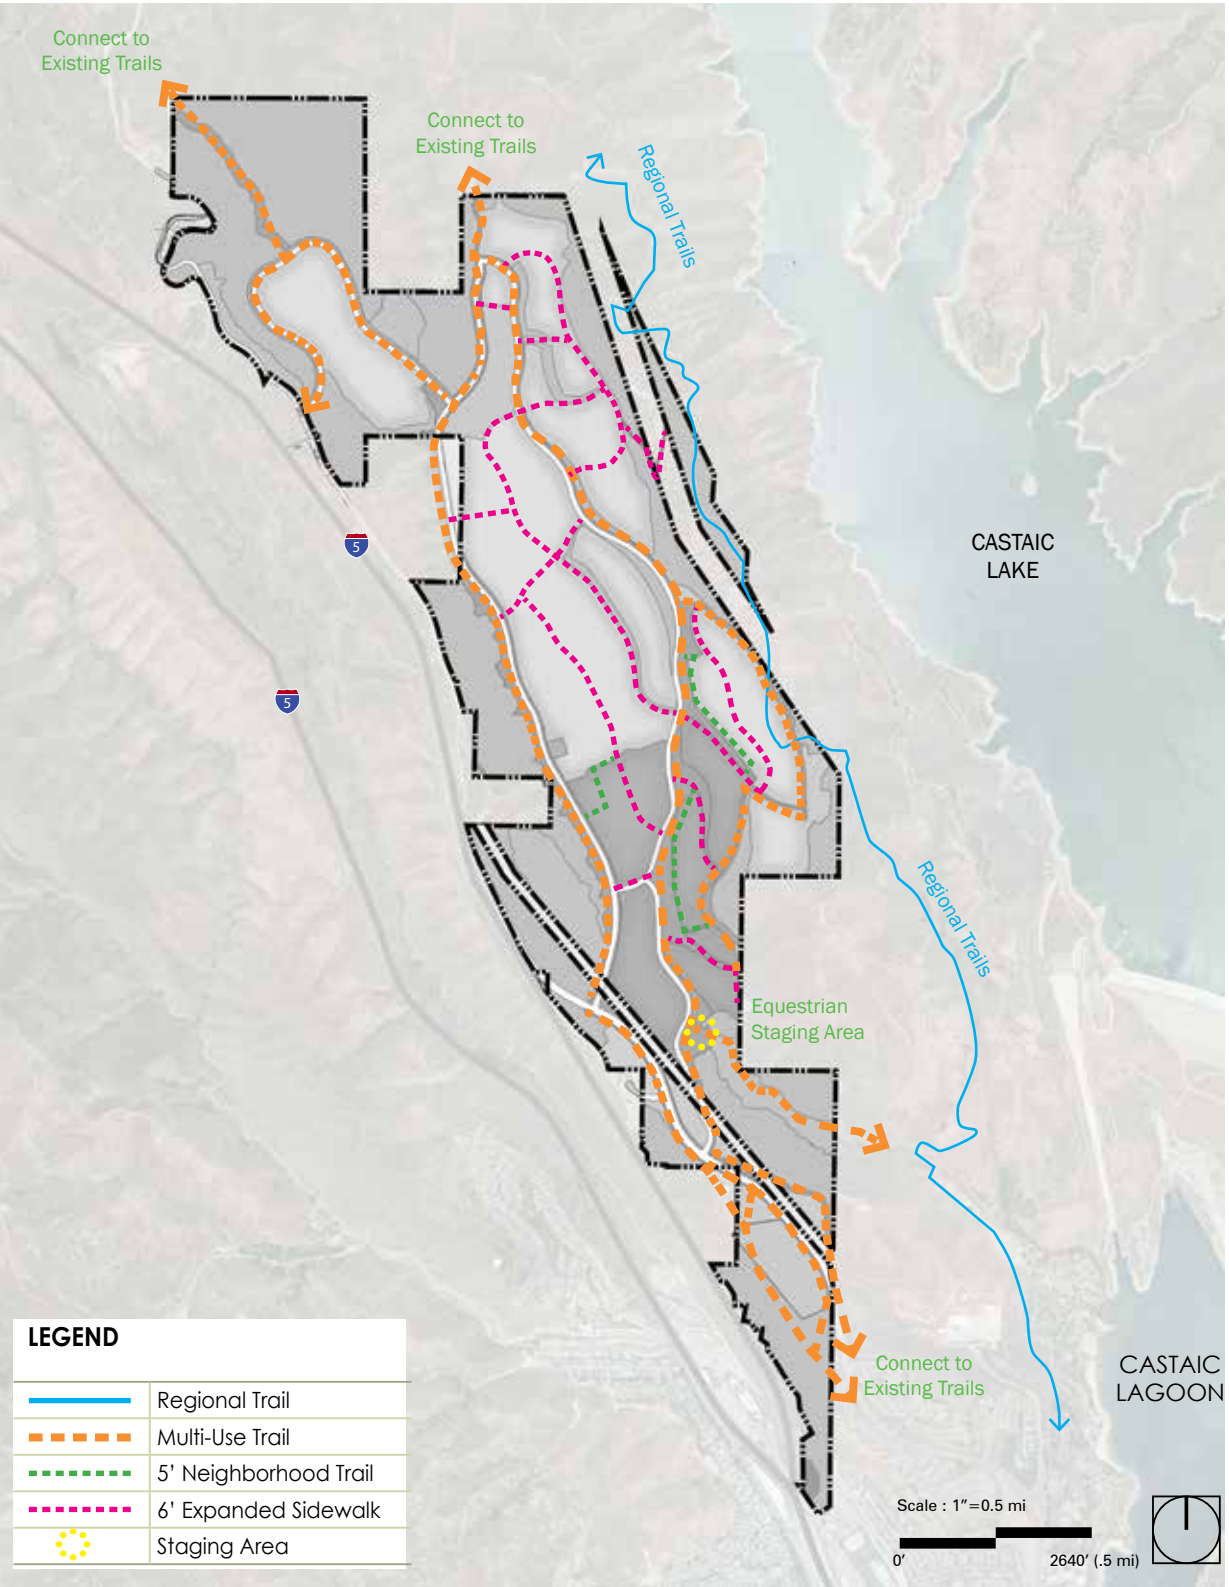 Connect to
Existing Trails
Connect to
Existing Trails
Regional Trails
CASTAIC
LAKE
5
5
Regional Trails
Equestrian
Staging Area
Connect to
Existing Trails
CASTAIC
LAGOON
LEGEND
Regional Trail
Multi-Use Trail
5' Neighborhood Trail
6' Expanded Sidewalk
Staging Area
Scale : 1"=0.5 mi
0' 2640' (.5 mi)